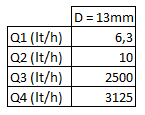 D = 13mm
Q1 (lt/h) 6,3
Q2 (lt/h) 10
Q3 (lt/h) 2500
Q4 (lt/h) 3125